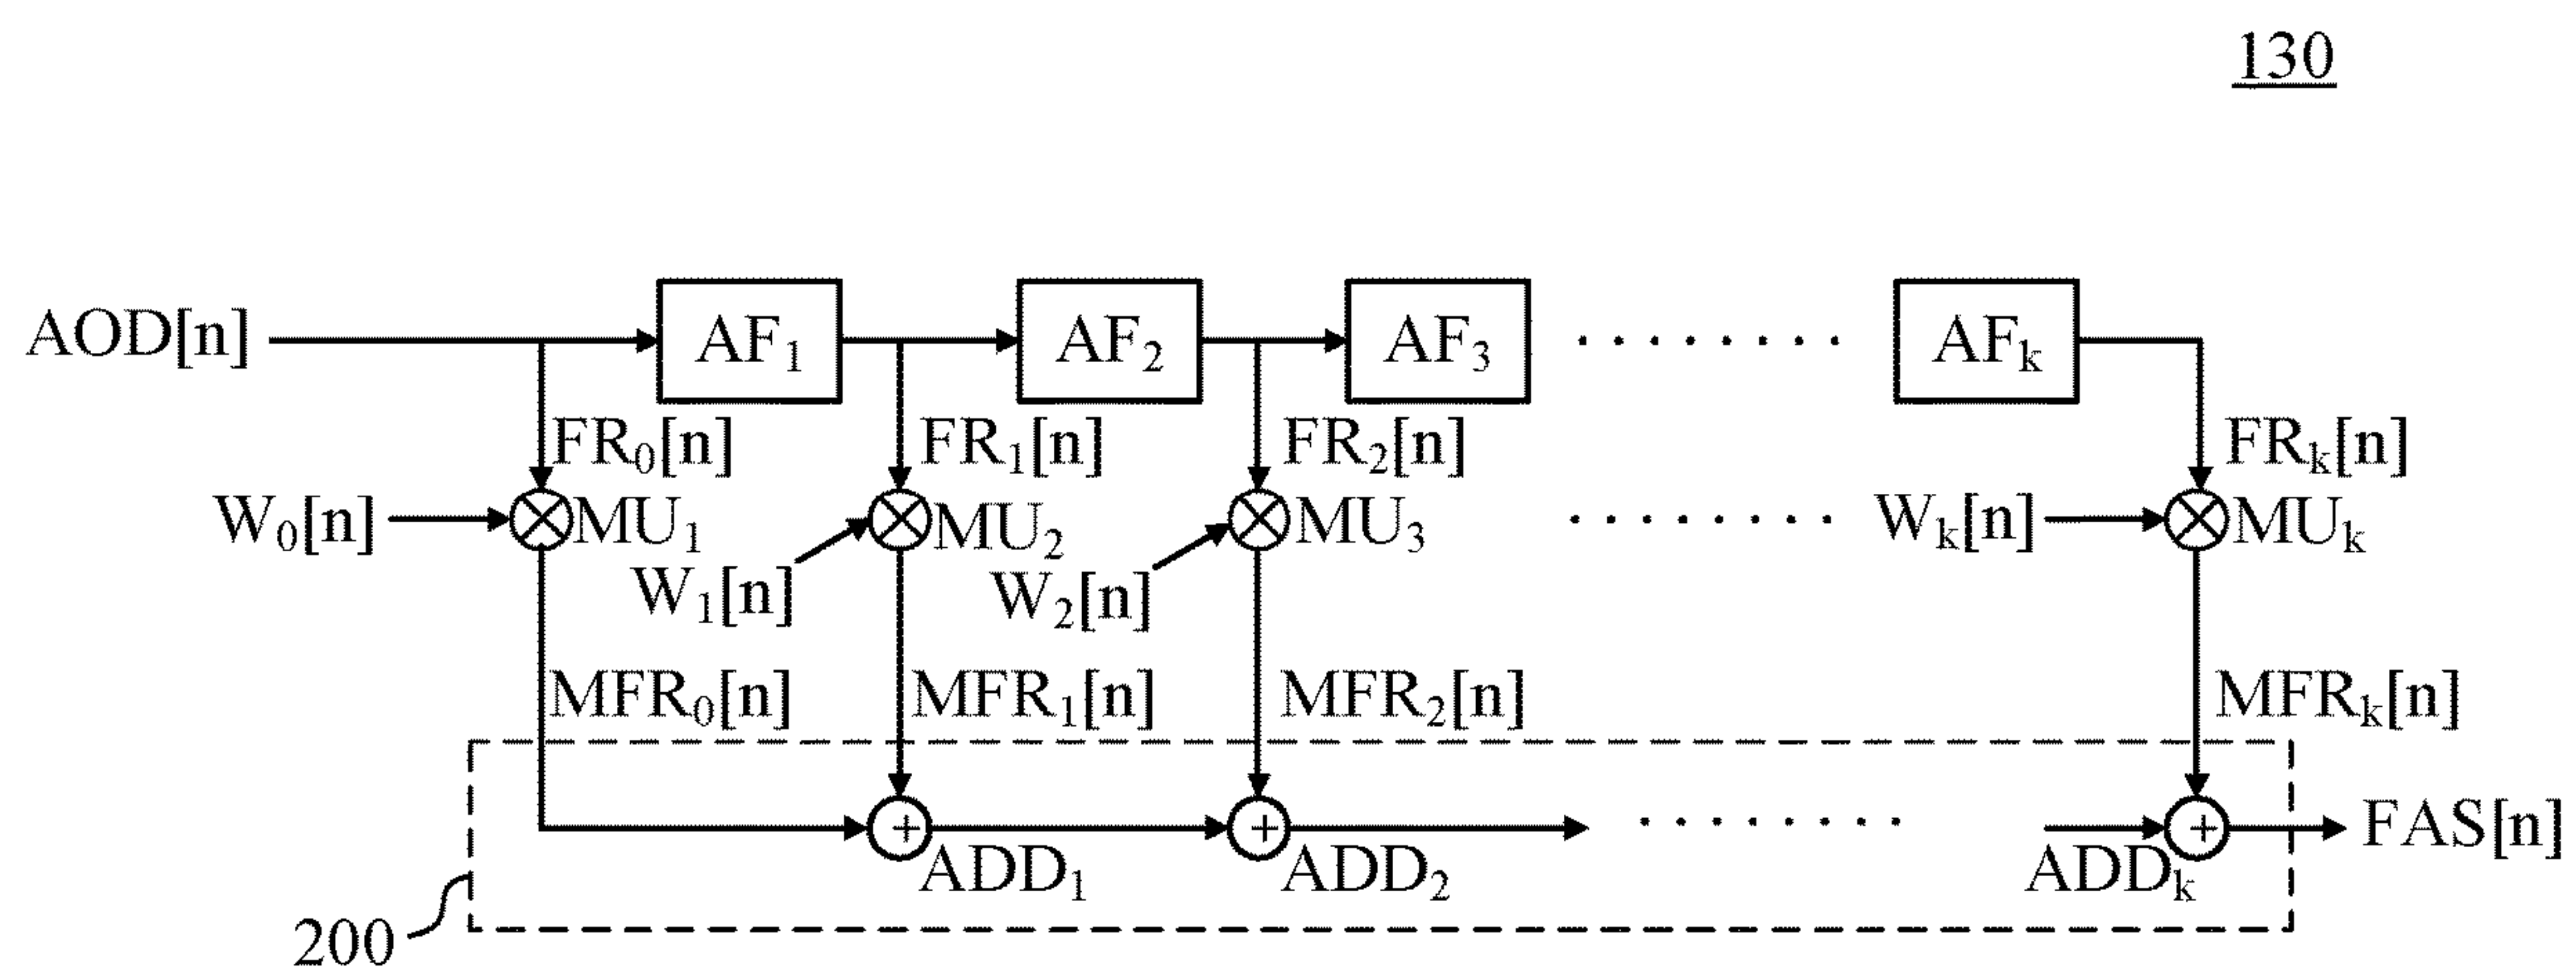 130
AOD[n] AF₁ AF₂ AF₃ ········ AFₖ
FR₀[n] FR₁[n] FR₂[n] FRₖ[n]
W₀[n] MU₁ MU₂ MU₃ ········ Wₖ[n] MUₖ
W₁[n] W₂[n]
MFR₀[n] MFR₁[n] MFR₂[n] MFRₖ[n]
+ + ········ + FAS[n]
ADD₁ ADD₂ ADDₖ
200